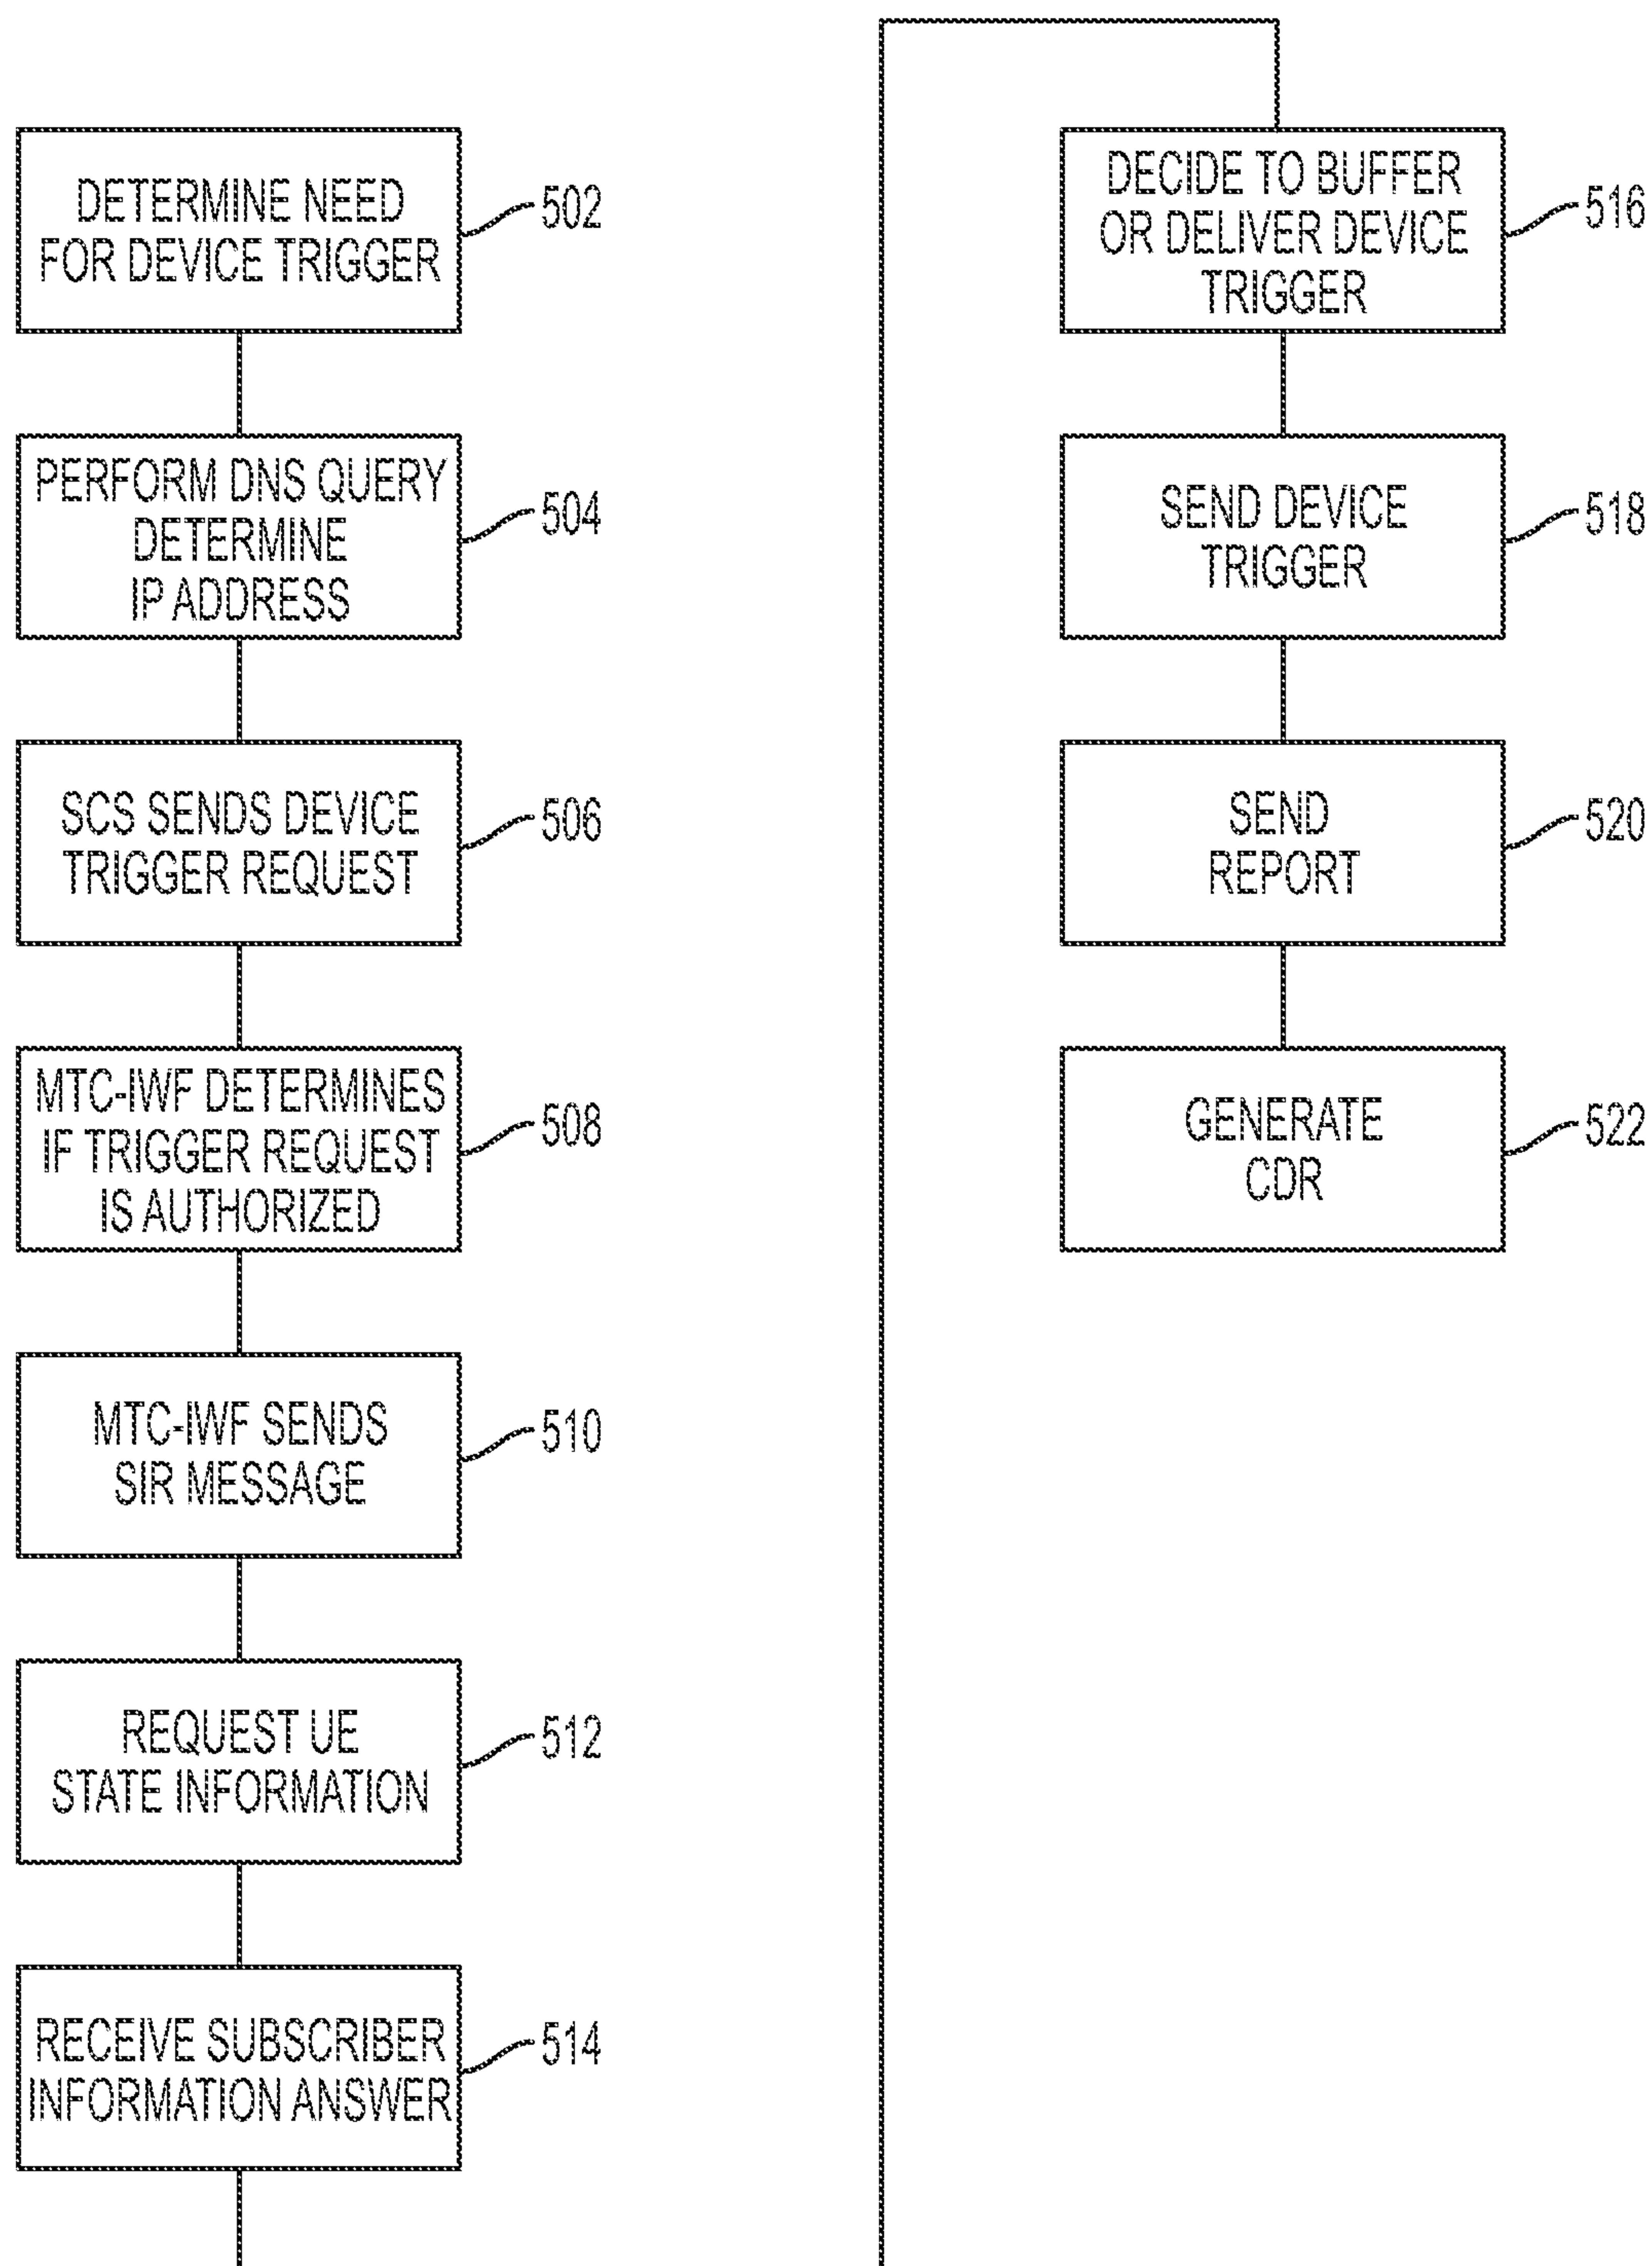 DETERMINE NEED
FOR DEVICE TRIGGER
502
PERFORM DNS QUERY
DETERMINE
IP ADDRESS
504
SCS SENDS DEVICE
TRIGGER REQUEST
506
MTC-IWF DETERMINES
IF TRIGGER REQUEST
IS AUTHORIZED
508
MTC-IWF SENDS
SIR MESSAGE
510
REQUEST UE
STATE INFORMATION
512
RECEIVE SUBSCRIBER
INFORMATION ANSWER
514
DECIDE TO BUFFER
OR DELIVER DEVICE
TRIGGER
516
SEND DEVICE
TRIGGER
518
SEND
REPORT
520
GENERATE
CDR
522